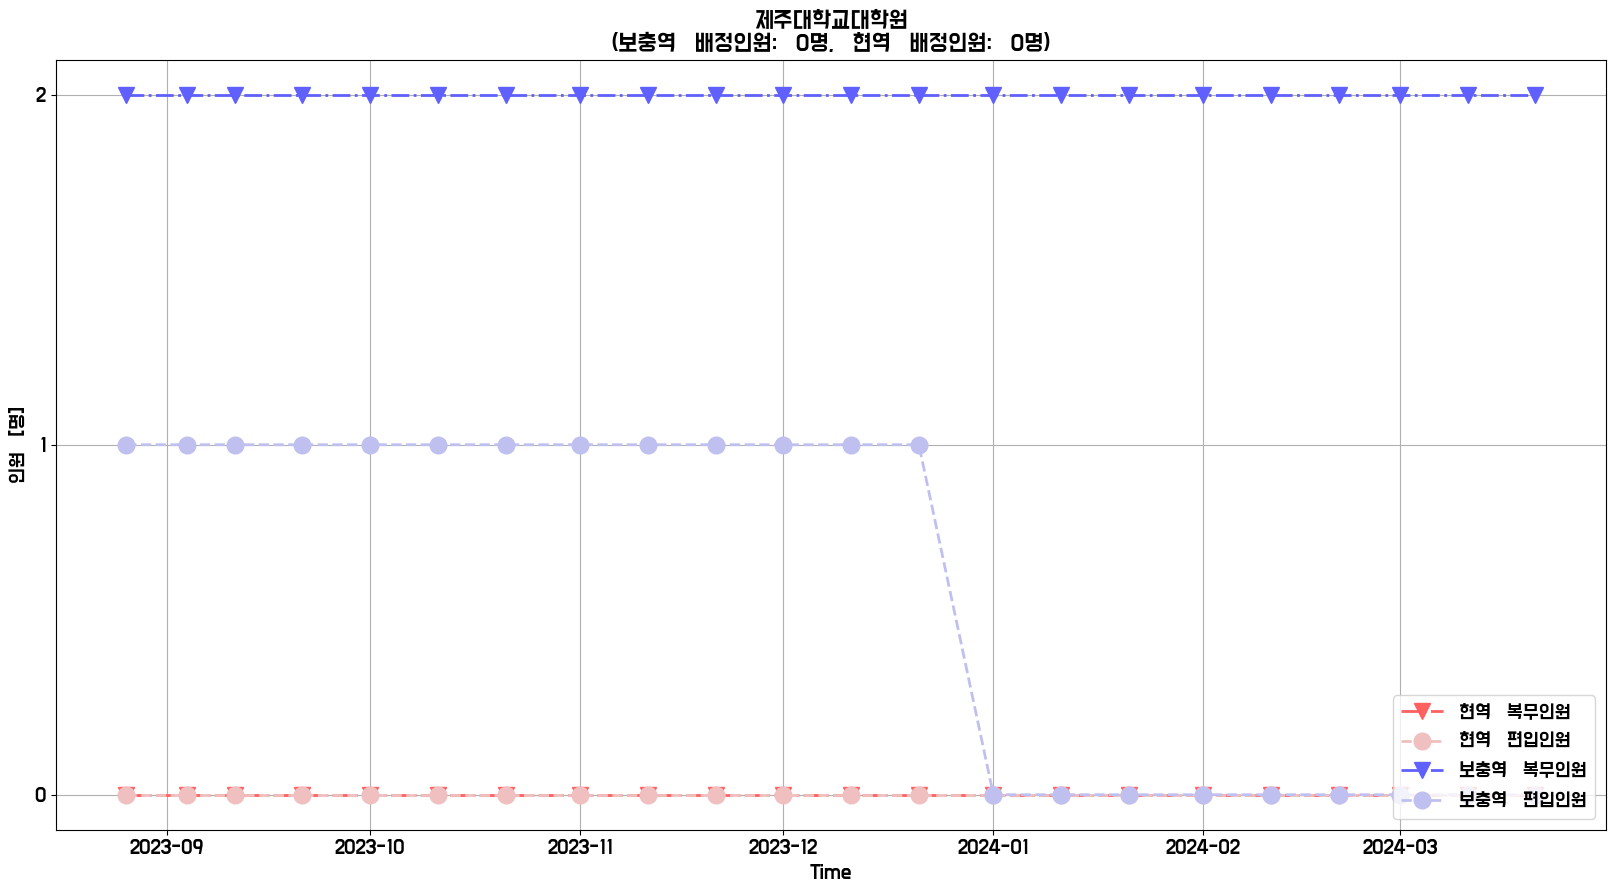 제주대학교대학원
(보충역 배정인원: 0명, 현역 배정인원: 0명)
2
1
0
인원 [명]
2023-09 2023-10 2023-11 2023-12 2024-01 2024-02 2024-03
Time
현역 복무인원
현역 편입인원
보충역 복무인원
보충역 편입인원